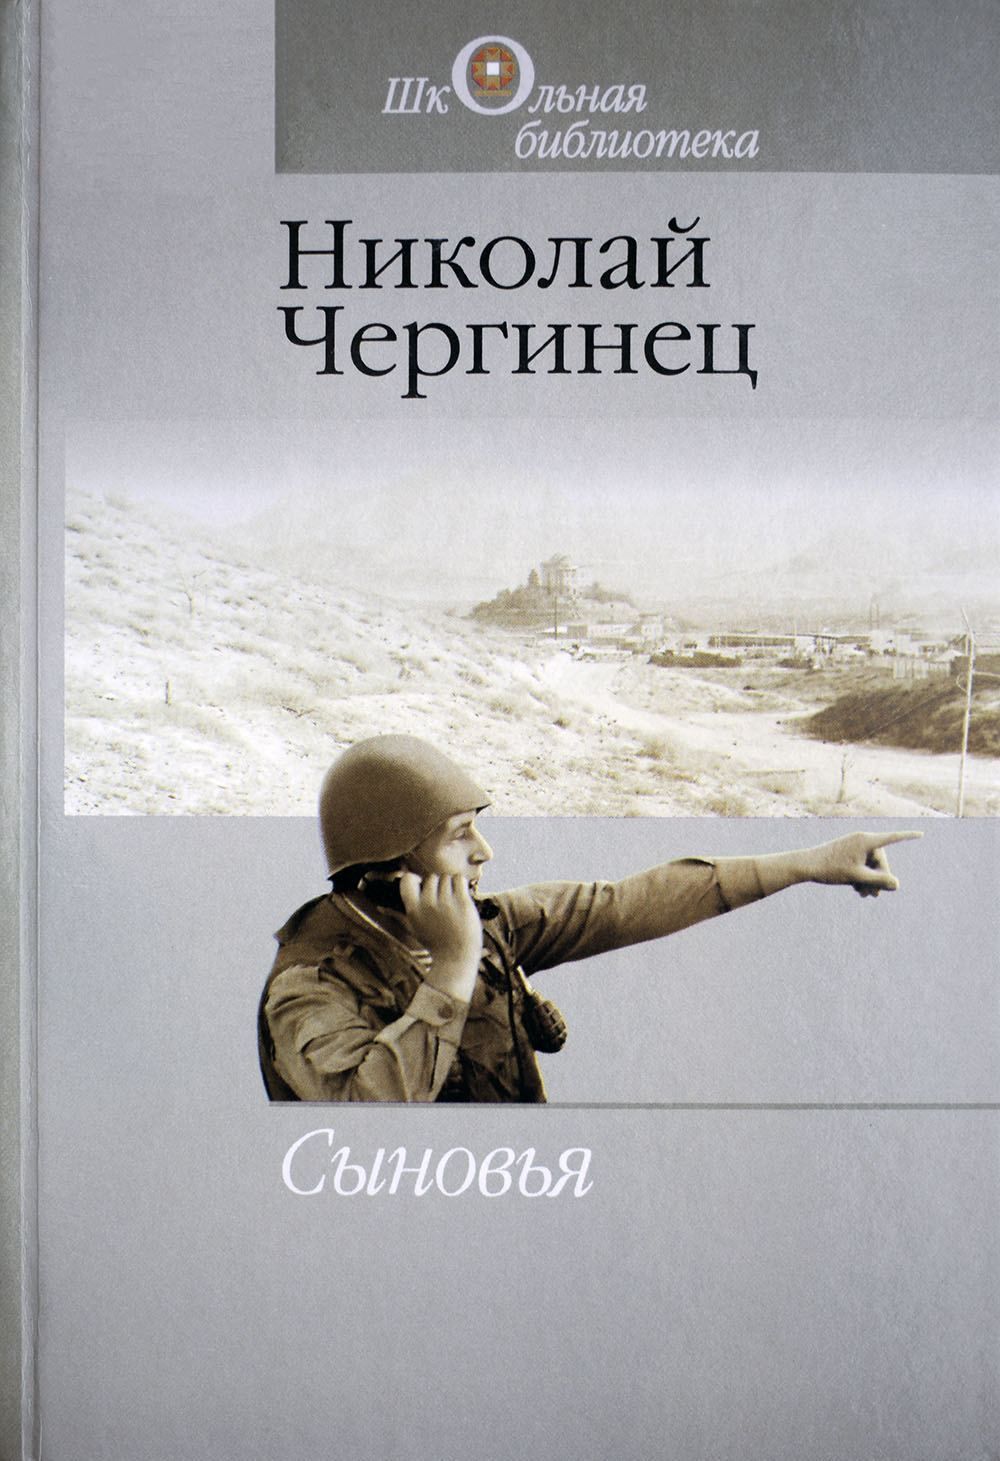 Школьная
библиотека
Николай
Чергинец
Сыновья